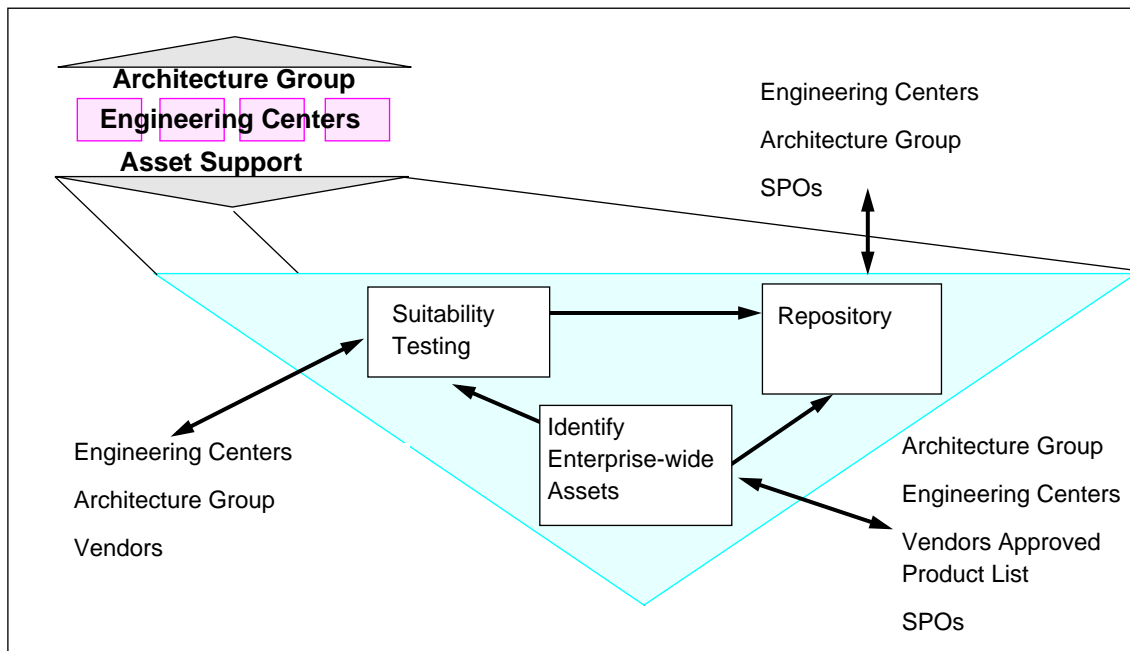 Architecture Group
Engineering Centers
Asset Support
Engineering Centers
Architecture Group
SPOs
Suitability
Testing
Repository
Identify
Enterprise-wide
Assets
Engineering Centers
Architecture Group
Vendors
Architecture Group
Engineering Centers
Vendors Approved
Product List
SPOs